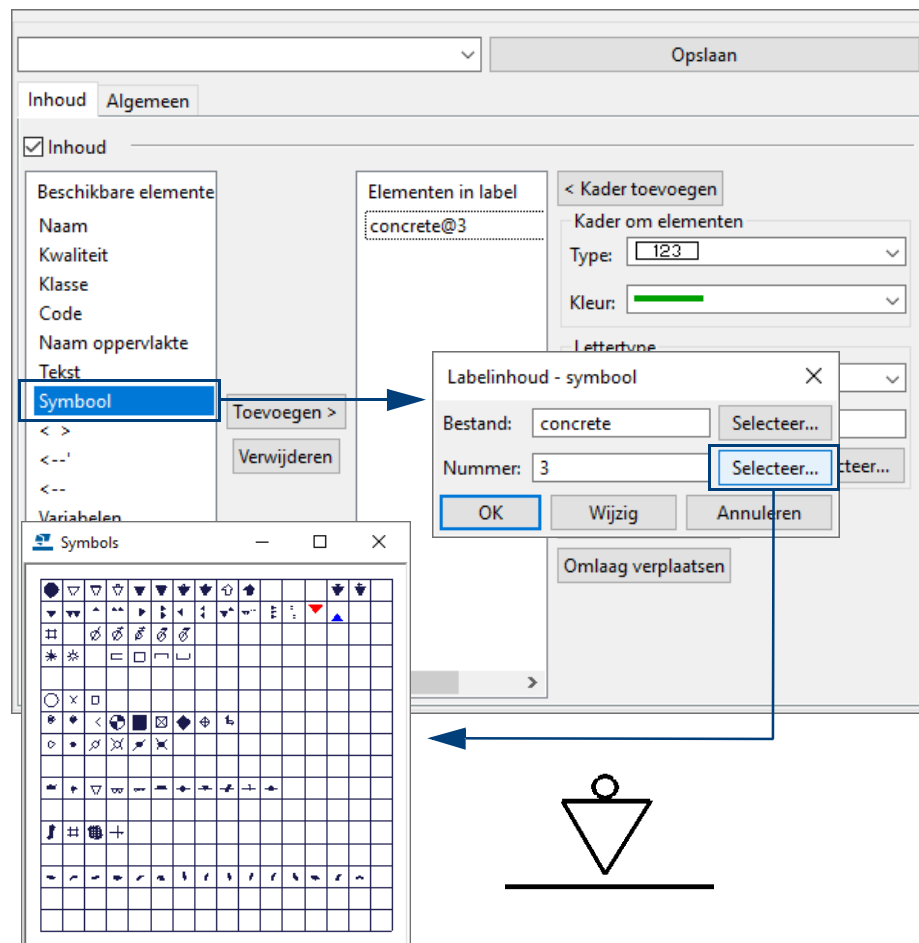 Opslaan
Inhoud Algemeen
Inhoud
Beschikbare elemente
Naam
Kwaliteit
Klasse
Code
Naam oppervlakte
Tekst
Symbool
< >
<--'
<--
Variabelen
Toevoegen >
Verwijderen
Elementen in label
concrete@3
< Kader toevoegen
Kader om elementen
Type: 123
Kleur:
Lettertype
Labelinhoud - symbool
Bestand: concrete Selecteer...
Nummer: 3 Selecteer...
cteer...
OK Wijzig Annuleren
Omlaag verplaatsen
Symbols